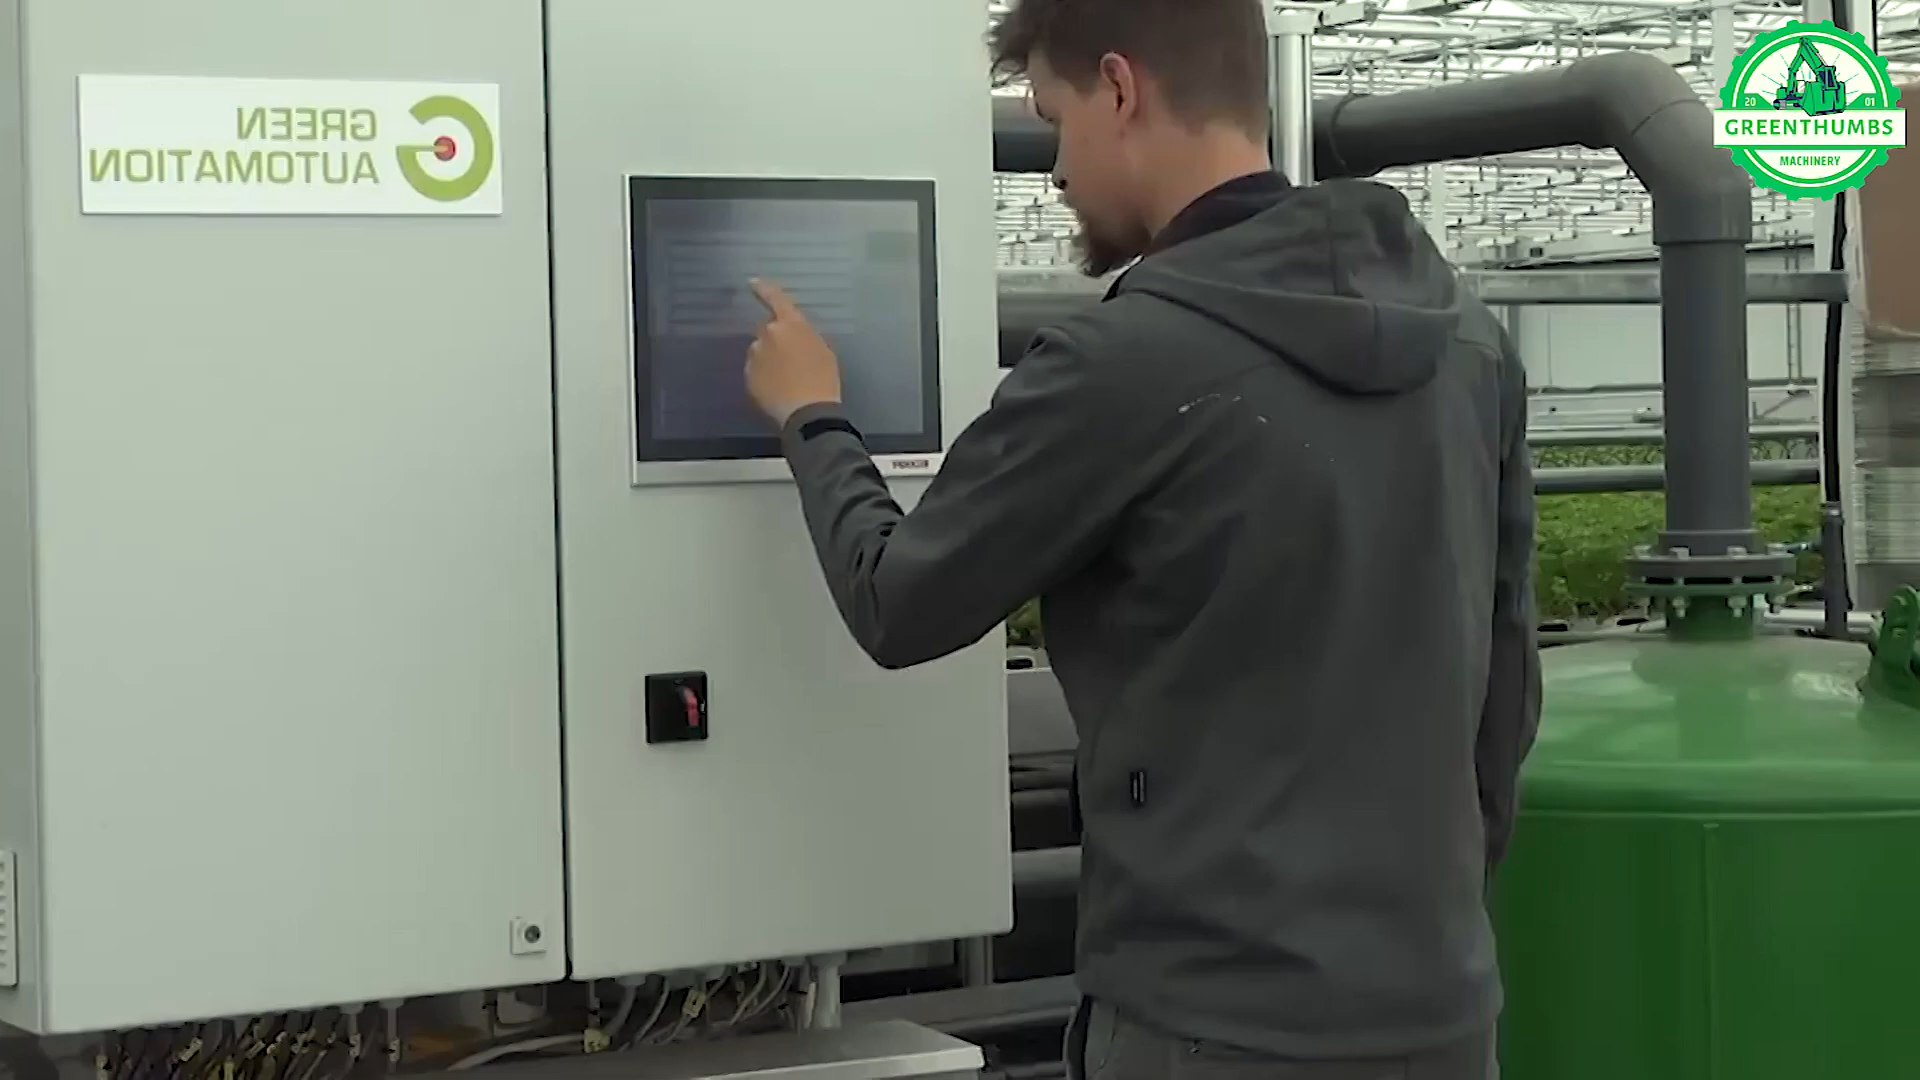 GREEN
AUTOMATION
20 01
GREENTHUMBS
MACHINERY